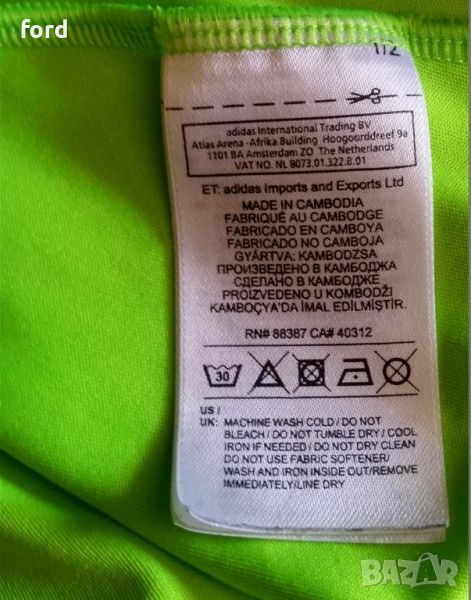 ford
112
adidas International Trading BV
Atlas Arena -Afrika Building Hoogoorddreef 9a
1101 BA Amsterdam ZO The Netherlands
VAT NO. NL 8073.01.322.B.01
ET: adidas Imports and Exports Ltd
MADE IN CAMBODIA
FABRIQUÉ AU CAMBODGE
FABRICADO EN CAMBOYA
FABRICADO NO CAMBOJA
GYÁRTVA: KAMBODZSA
ПРОИЗВЕДЕНО В КАМБОДЖА
СДЕЛАНО В КАМБОДЖЕ
PROIZVEDENO U KOMBODŽI
KAMBOÇYA'DA İMAL EDİLMİŞTİR.
RN# 88387 CA# 40312
30
US /
UK: MACHINE WASH COLD / DO NOT
BLEACH / DO NOT TUMBLE DRY / COOL
IRON IF NEEDED / DO NOT DRY CLEAN
DO NOT USE FABRIC SOFTENER/
WASH AND IRON INSIDE OUT/REMOVE
IMMEDIATELY/LINE DRY
BAZAR